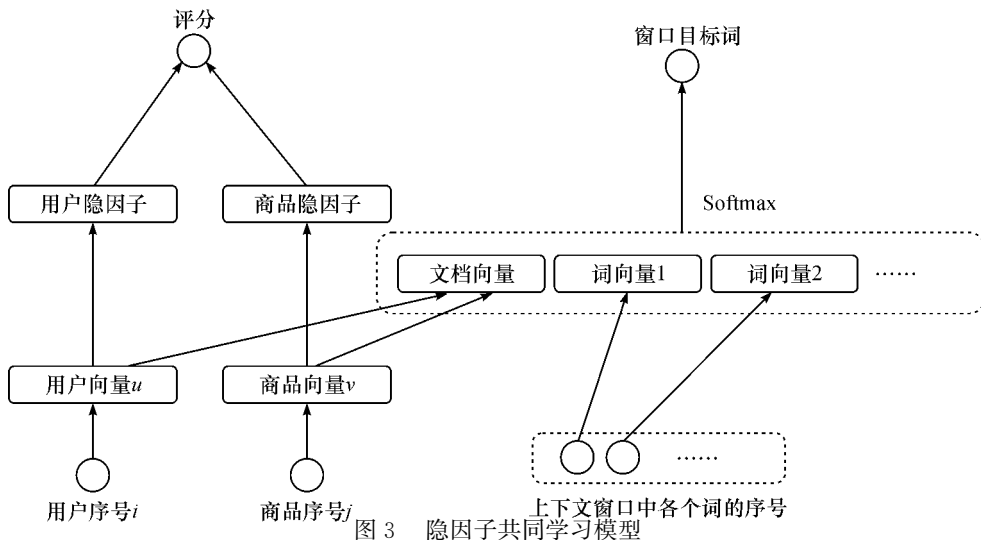 评分
窗口目标词
用户隐因子
商品隐因子
Softmax
文档向量
词向量1
词向量2
……
用户向量u
商品向量v
……
用户序号i
商品序号j
上下文窗口中各个词的序号
图 3 隐因子共同学习模型